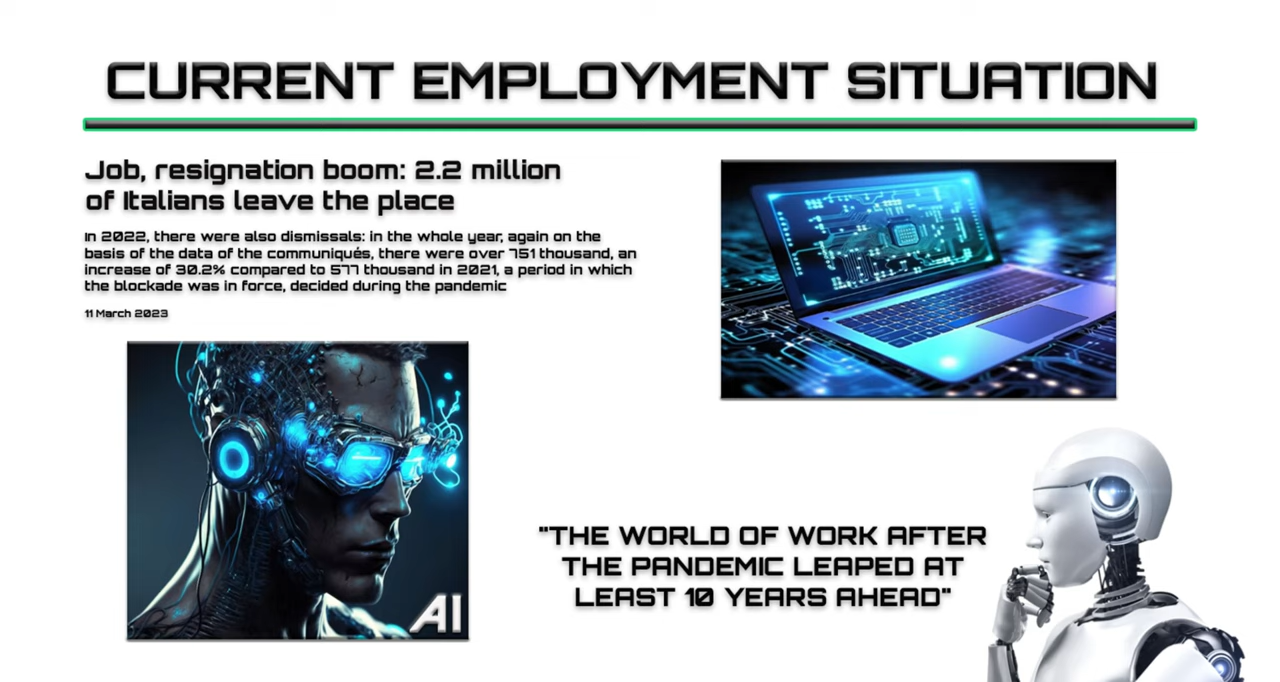 CURRENT EMPLOYMENT SITUATION
Job, resignation boom: 2.2 million
of Italians leave the place
In 2022, there were also dismissals: in the whole year, again on the
basis of the data of the communiqués, there were over 751 thousand, an
increase of 30.2% compared to 577 thousand in 2021, a period in which
the blockade was in force, decided during the pandemic
11 March 2023
AI
"THE WORLD OF WORK AFTER
THE PANDEMIC LEAPED AT
LEAST 10 YEARS AHEAD"